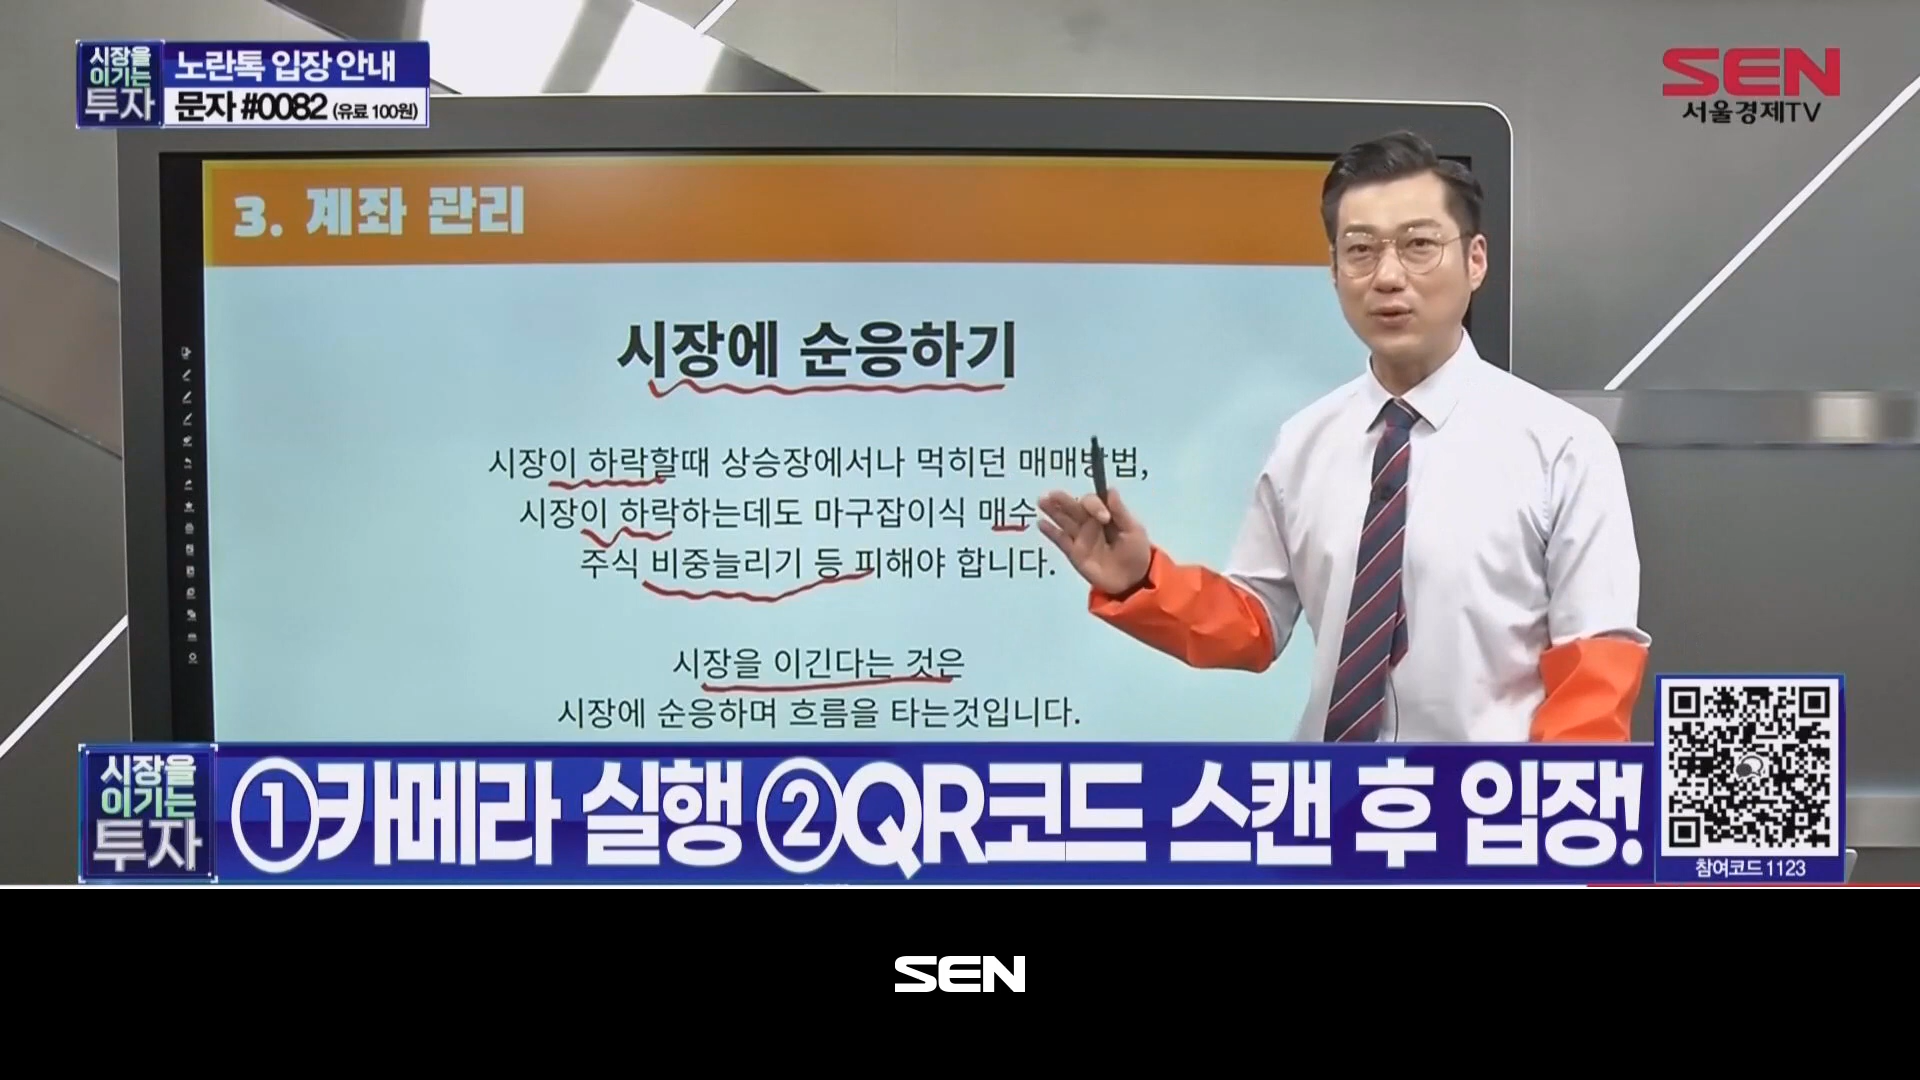 시장을
이기는
투자
노란톡 입장 안내
문자 #0082 (유료 100원)
SEN
서울경제TV
3. 계좌 관리
시장에 순응하기
시장이 하락할때 상승장에서나 먹히던 매매방법,
시장이 하락하는데도 마구잡이식 매수
주식 비중늘리기 등 피해야 합니다.
시장을 이긴다는 것은
시장에 순응하며 흐름을 타는것입니다.
시장을
이기는
투자
①카메라 실행 ②QR코드 스캔 후 입장!
참여코드 1123
SEN